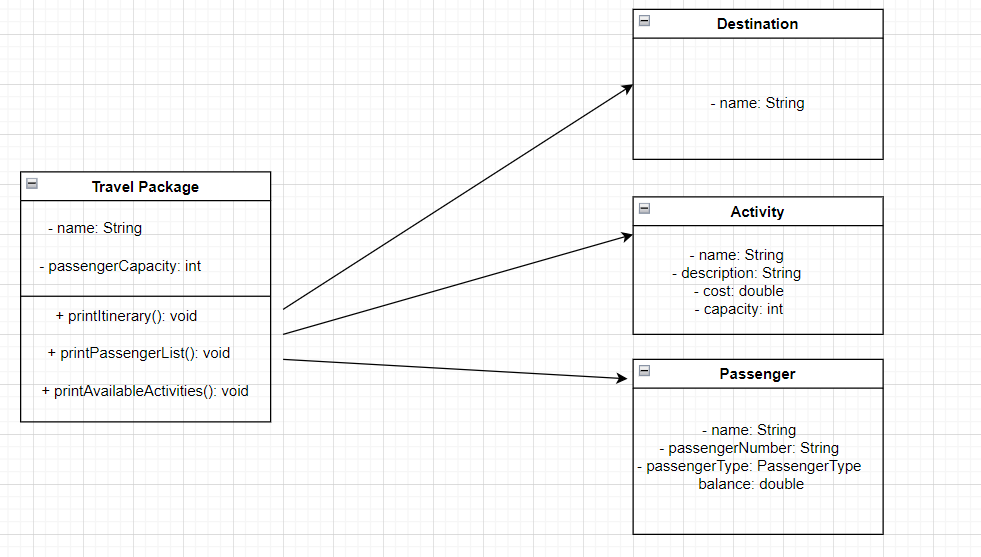 Travel Package
- name: String
- passengerCapacity: int
+ printItinerary(): void
+ printPassengerList(): void
+ printAvailableActivities(): void
Destination
- name: String
Activity
- name: String
- description: String
- cost: double
- capacity: int
Passenger
- name: String
- passengerNumber: String
- passengerType: PassengerType
balance: double